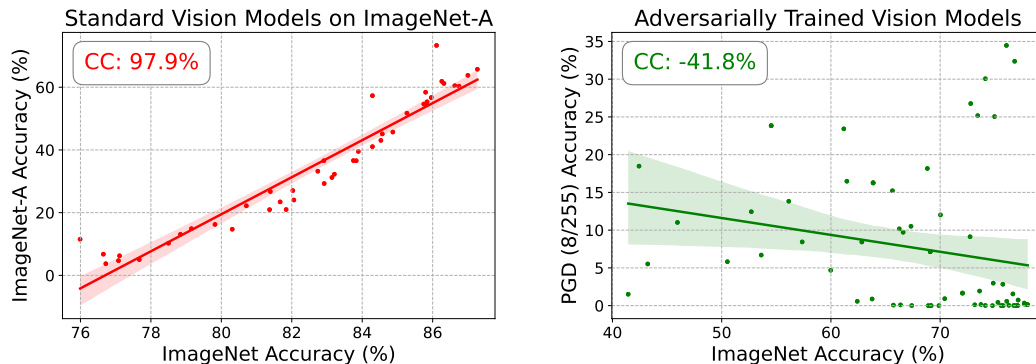 Standard Vision Models on ImageNet-A
CC: 97.9%
ImageNet-A Accuracy (%)
60
40
20
0
76
78
80
82
84
86
ImageNet Accuracy (%)
Adversarially Trained Vision Models
CC: -41.8%
PGD (8/255) Accuracy (%)
35
30
25
20
15
10
5
0
40
50
60
70
ImageNet Accuracy (%)